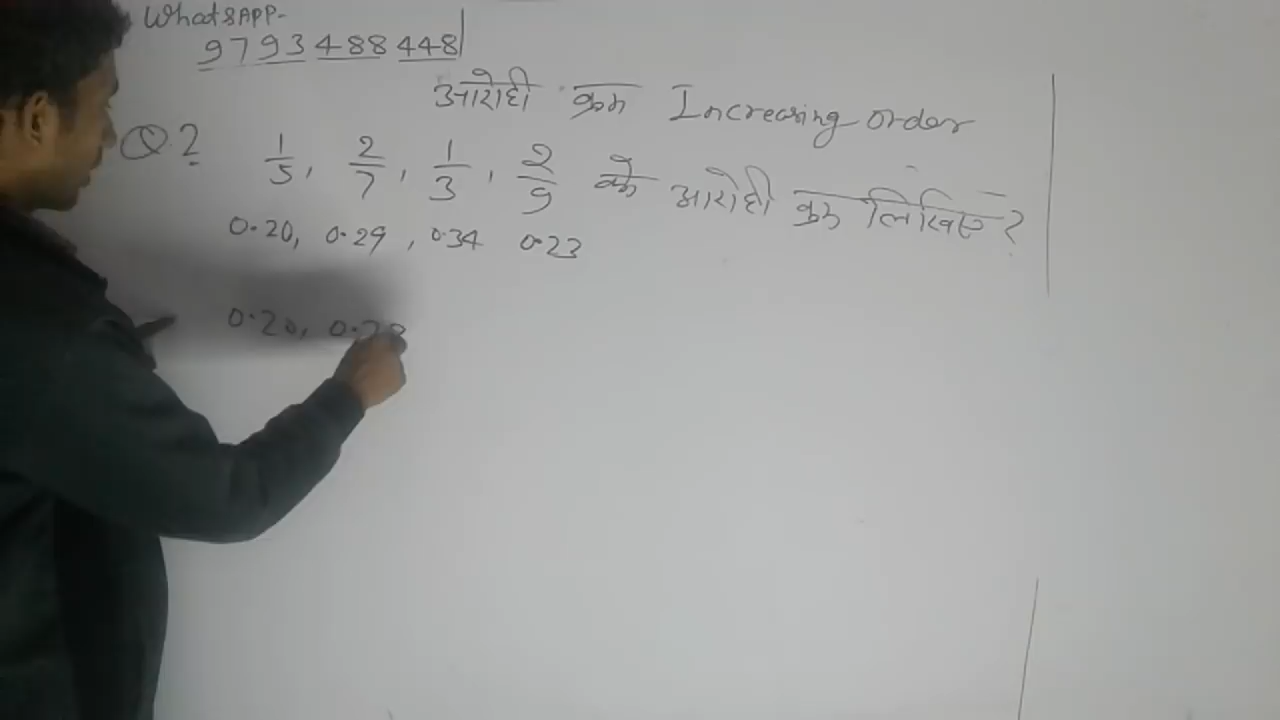 WhatsAPP-
9793488448
आरोही क्रम Increasing order
Q.2 1/5, 2/7, 1/3, 2/9 के आरोही क्रम लिखिए?
0.20, 0.29, 0.34 0.23
0.20,